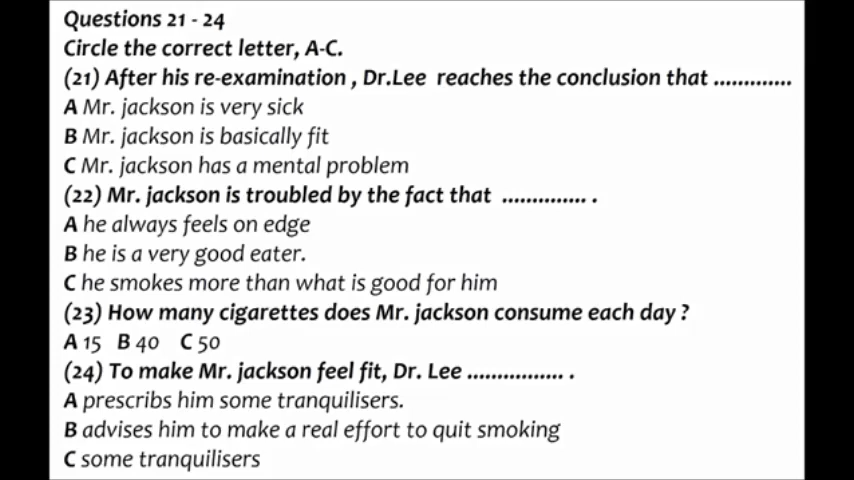 Questions 21 - 24
Circle the correct letter, A-C.
(21) After his re-examination , Dr.Lee reaches the conclusion that .............
A Mr. jackson is very sick
B Mr. jackson is basically fit
C Mr. jackson has a mental problem
(22) Mr. jackson is troubled by the fact that .............. .
A he always feels on edge
B he is a very good eater.
C he smokes more than what is good for him
(23) How many cigarettes does Mr. jackson consume each day ?
A 15 B 40 C 50
(24) To make Mr. jackson feel fit, Dr. Lee ................ .
A prescribs him some tranquilisers.
B advises him to make a real effort to quit smoking
C some tranquilisers